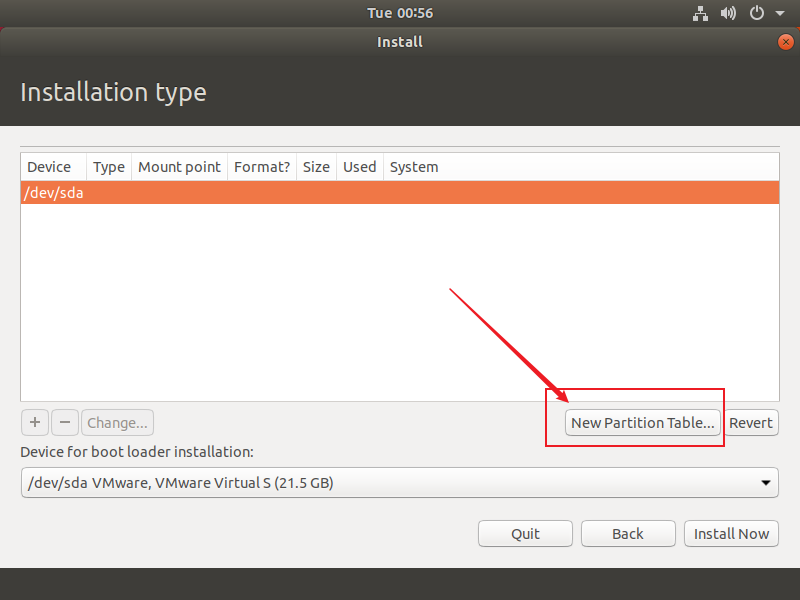 Tue 00:56
Install
Installation type
Device Type Mount point Format? Size Used System
/dev/sda
+ − Change... New Partition Table... Revert
Device for boot loader installation:
/dev/sda VMware, VMware Virtual S (21.5 GB)
Quit Back Install Now